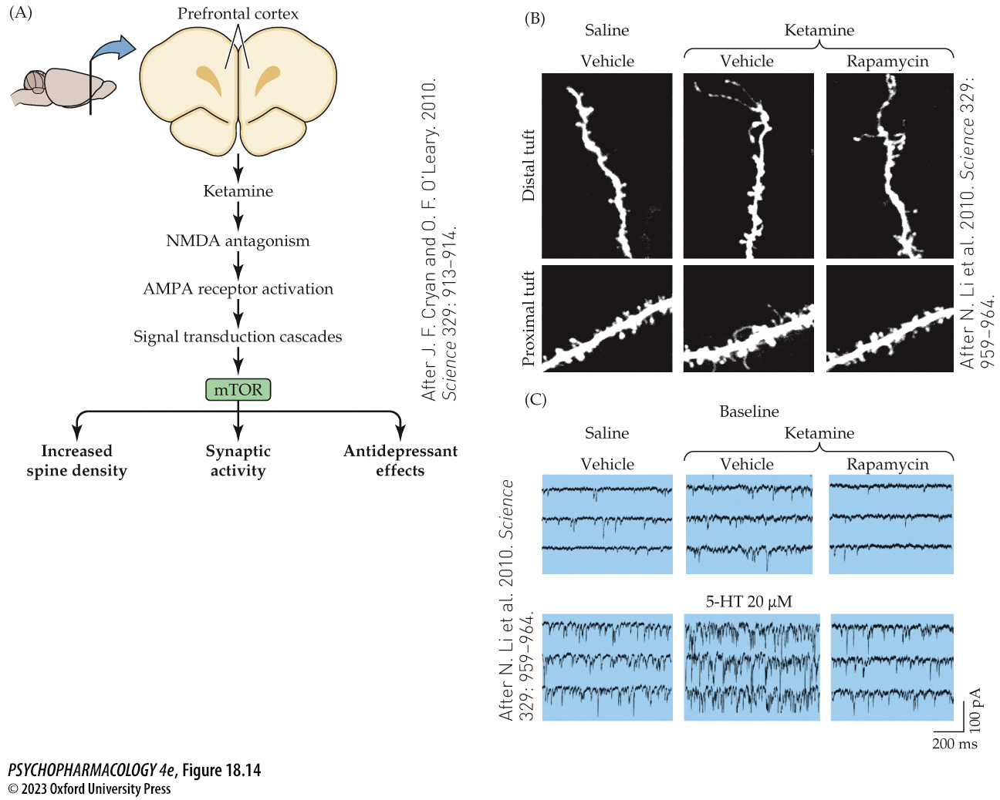 (A)
Prefrontal cortex
Ketamine
NMDA antagonism
AMPA receptor activation
Signal transduction cascades
mTOR
Increased
spine density
Synaptic
activity
Antidepressant
effects
After J. F. Cryan and O. F. O'Leary. 2010.
Science 329: 913–914.
(B)
Saline
Ketamine
Vehicle
Vehicle
Rapamycin
Distal tuft
Proximal tuft
After N. Li et al. 2010. Science 329:
959–964.
(C)
Baseline
Saline
Ketamine
Vehicle
Vehicle
Rapamycin
5-HT 20 μM
After N. Li et al. 2010. Science
329: 959–964.
100 pA
200 ms
PSYCHOPHARMACOLOGY 4e, Figure 18.14
© 2023 Oxford University Press